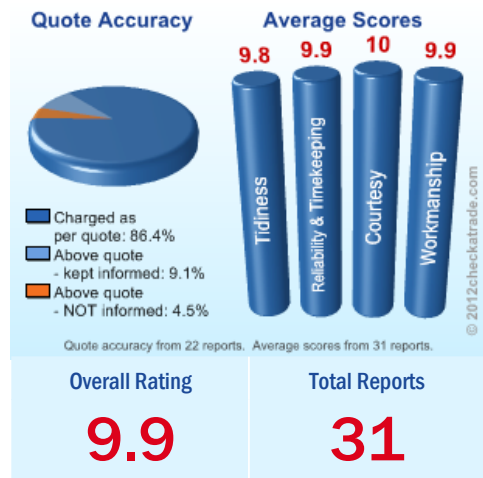 Quote Accuracy
Average Scores
9.8
9.9
10
9.9
Tidiness
Reliability & Timekeeping
Courtesy
Workmanship
Charged as
per quote: 86.4%
Above quote
- kept informed: 9.1%
Above quote
- NOT informed: 4.5%
© 2012checkatrade.com
Quote accuracy from 22 reports. Average scores from 31 reports.
Overall Rating
9.9
Total Reports
31